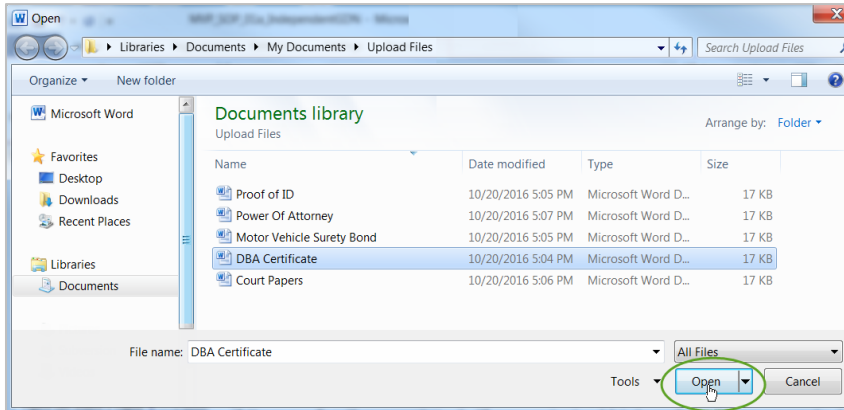 Open
Libraries Documents My Documents Upload Files Search Upload Files
Organize New folder
Microsoft Word
Documents library
Upload Files
Arrange by: Folder
Favorites
Desktop
Downloads
Recent Places
Libraries
Documents
Name Date modified Type Size
Proof of ID 10/20/2016 5:05 PM Microsoft Word D... 17 KB
Power Of Attorney 10/20/2016 5:07 PM Microsoft Word D... 17 KB
Motor Vehicle Surety Bond 10/20/2016 5:05 PM Microsoft Word D... 17 KB
DBA Certificate 10/20/2016 5:04 PM Microsoft Word D... 17 KB
Court Papers 10/20/2016 5:06 PM Microsoft Word D... 17 KB
File name: DBA Certificate All Files
Tools Open Cancel